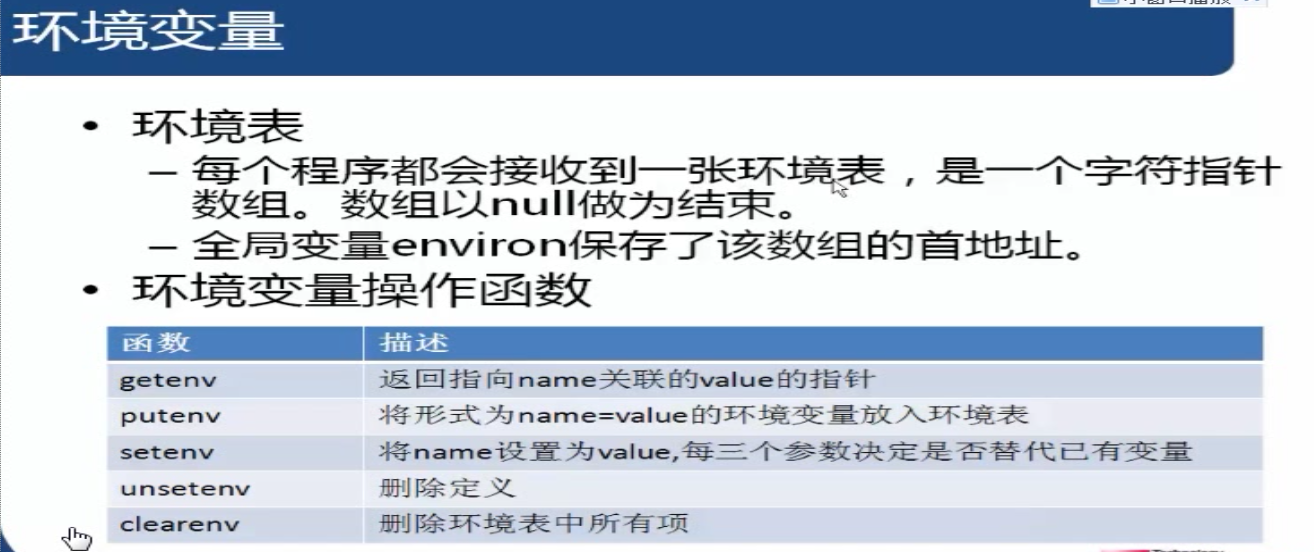 环境变量
• 环境表
– 每个程序都会接收到一张环境表，是一个字符指针
数组。数组以null做为结束。
– 全局变量environ保存了该数组的首地址。
• 环境变量操作函数
函数 描述
getenv 返回指向name关联的value的指针
putenv 将形式为name=value的环境变量放入环境表
setenv 将name设置为value,每三个参数决定是否替代已有变量
unsetenv 删除定义
clearenv 删除环境表中所有项